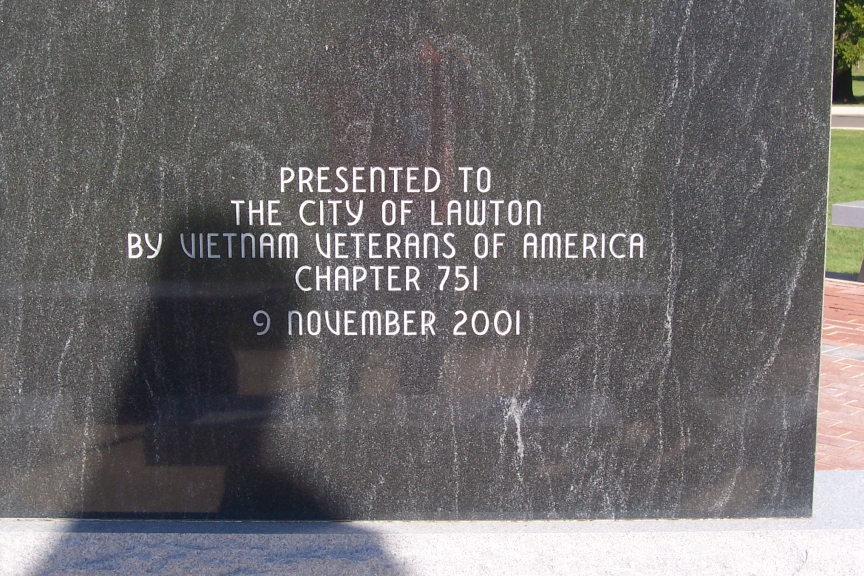 PRESENTED TO
THE CITY OF LAWTON
BY VIETNAM VETERANS OF AMERICA
CHAPTER 751
9 NOVEMBER 2001